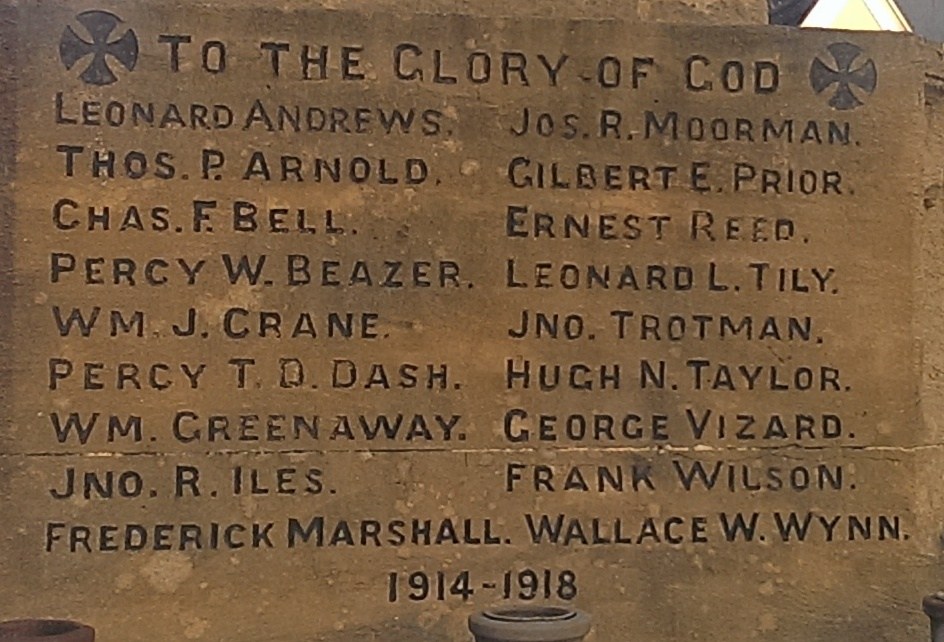 TO THE GLORY OF GOD
LEONARD ANDREWS. JOS. R. MOORMAN.
THOS. P. ARNOLD. GILBERT E. PRIOR.
CHAS. F. BELL. ERNEST REED.
PERCY W. BEAZER. LEONARD L. TILY.
WM. J. CRANE. JNO. TROTMAN.
PERCY T. D. DASH. HUGH N. TAYLOR.
WM. GREENAWAY. GEORGE VIZARD.
JNO. R. ILES. FRANK WILSON.
FREDERICK MARSHALL. WALLACE W. WYNN.
1914-1918